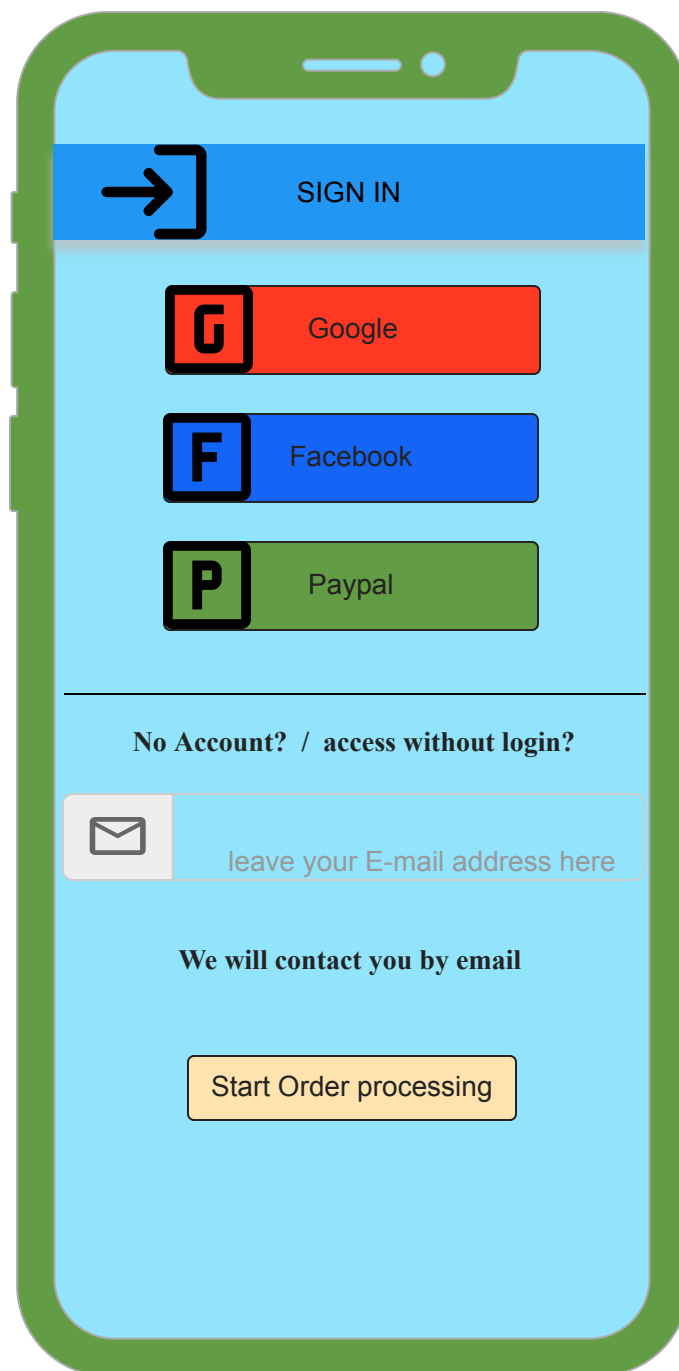 SIGN IN
G Google
F Facebook
P Paypal
No Account? / access without login?
leave your E-mail address here
We will contact you by email
Start Order processing